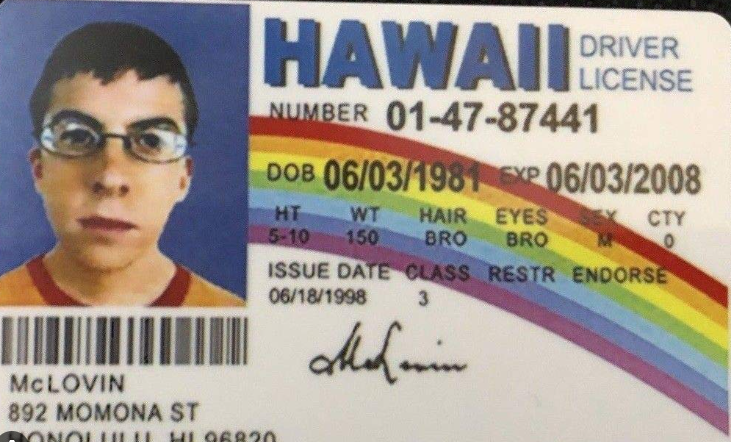 HAWAII DRIVER LICENSE
NUMBER 01-47-87441
DOB 06/03/1981 EXP 06/03/2008
HT WT HAIR EYES SEX CTY
5-10 150 BRO BRO M 0
ISSUE DATE CLASS RESTR ENDORSE
06/18/1998 3
McLovin
McLOVIN
892 MOMONA ST
HONOLULU, HI 96820